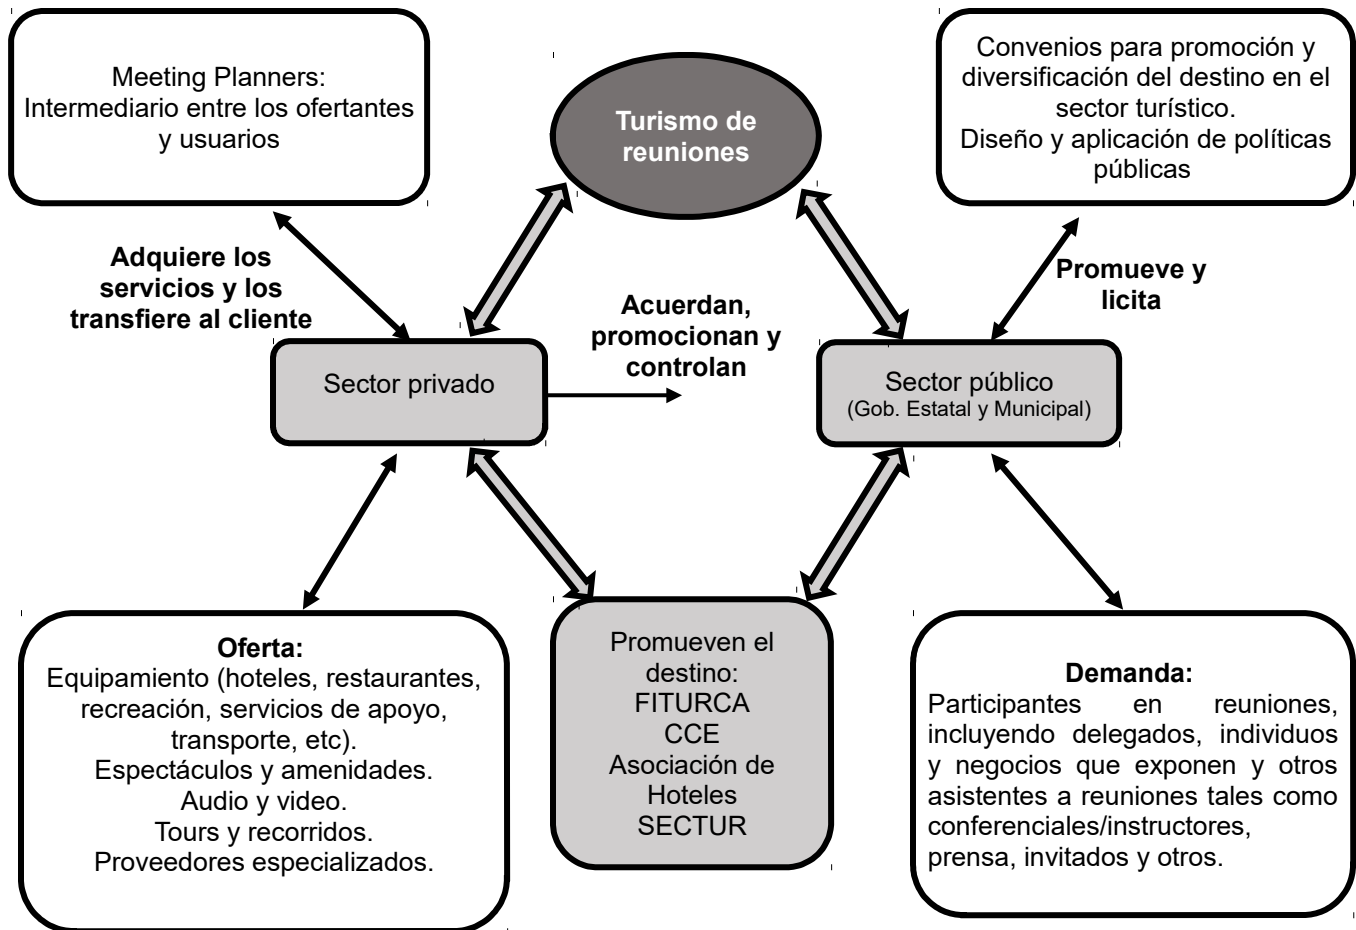 Meeting Planners:
Intermediario entre los ofertantes
y usuarios
Turismo de
reuniones
Convenios para promoción y
diversificación del destino en el
sector turístico.
Diseño y aplicación de políticas
públicas
Adquiere los
servicios y los
transfiere al cliente
Acuerdan,
promocionan y
controlan
Promueve y
licita
Sector privado
Sector público
(Gob. Estatal y Municipal)
Oferta:
Equipamiento (hoteles, restaurantes,
recreación, servicios de apoyo,
transporte, etc).
Espectáculos y amenidades.
Audio y video.
Tours y recorridos.
Proveedores especializados.
Promueven el
destino:
FITURCA
CCE
Asociación de
Hoteles
SECTUR
Demanda:
Participantes en reuniones,
incluyendo delegados, individuos
y negocios que exponen y otros
asistentes a reuniones tales como
conferenciales/instructores,
prensa, invitados y otros.